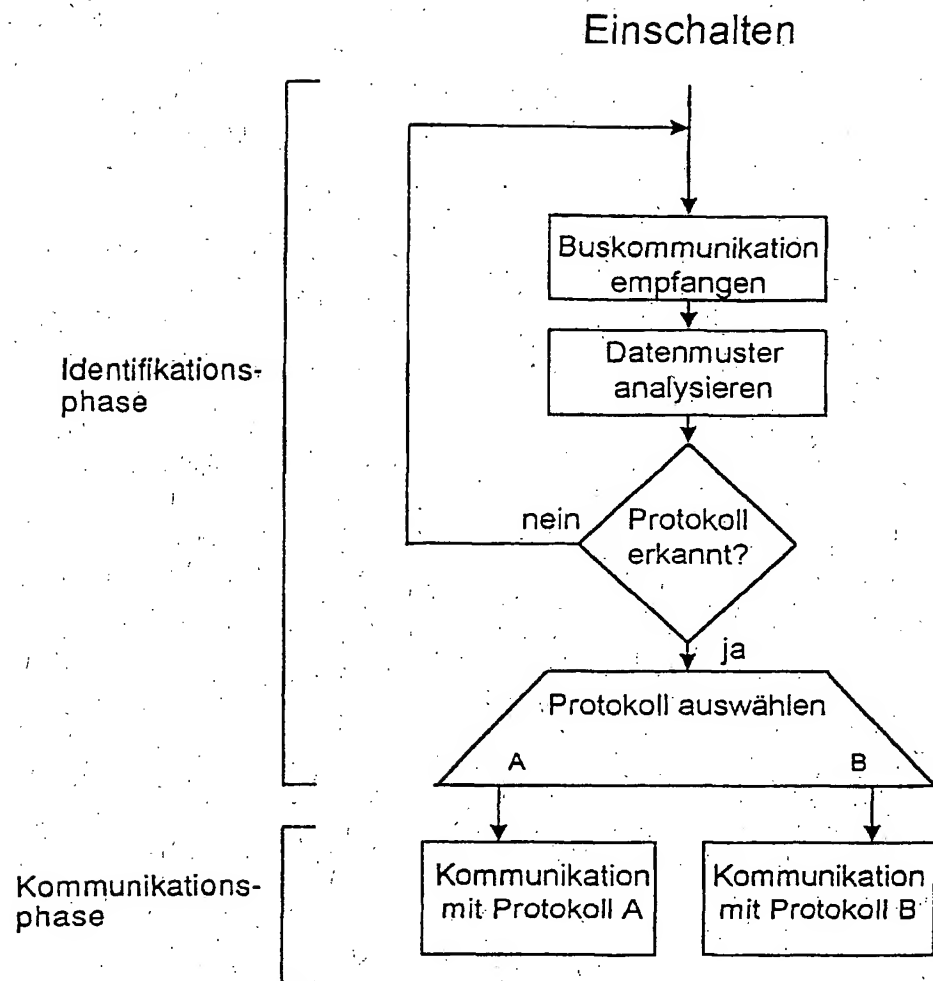 Einschalten
Buskommunikation
empfangen
Datenmuster
analysieren
Identifikations-
phase
nein
Protokoll
erkannt?
ja
Protokoll auswählen
A
B
Kommunikations-
phase
Kommunikation
mit Protokoll A
Kommunikation
mit Protokoll B